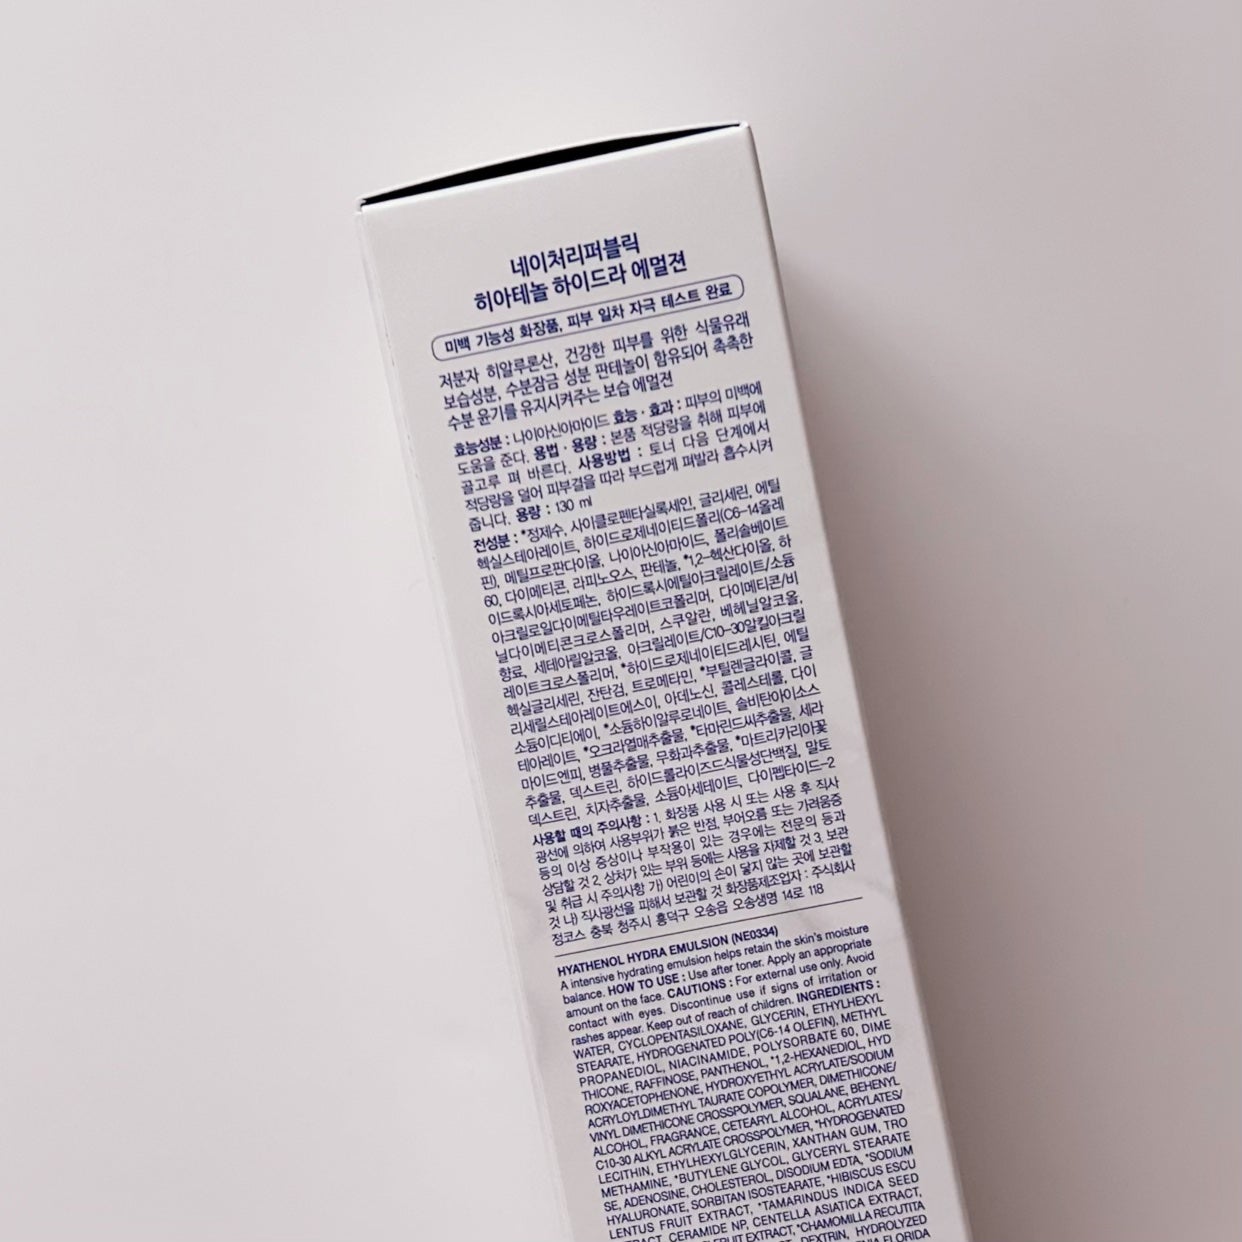 네이처리퍼블릭
히아테놀 하이드라 에멀젼
미백 기능성 화장품, 피부 일차 자극 테스트 완료
저분자 히알루론산, 건강한 피부를 위한 식물유래
보습성분, 수분잠금 성분 판테놀이 함유되어 촉촉한
수분 윤기를 유지시켜주는 보습 에멀젼
효능성분 : 나이아신아마이드 효능 · 효과 : 피부의 미백에
도움을 준다. 용법 · 용량 : 본품 적당량을 취해 피부에
골고루 펴 바른다. 사용방법 : 토너 다음 단계에서
적당량을 덜어 피부결을 따라 부드럽게 펴발라 흡수시켜
줍니다. 용량 : 130 ml
전성분 : *정제수, 사이클로펜타실록세인, 글리세린, 에틸
헥실스테아레이트, 하이드로제네이티드폴리(C6-14올레
핀), 메틸프로판다이올, 나이아신아마이드, 폴리솔베이트
60, 다이메티콘, 라피노오스, 판테놀, *1,2-헥산다이올, 하
이드록시아세토페논, 하이드록시에틸아크릴레이트/소듐
아크릴로일다이메틸타우레이트코폴리머, 다이메티콘/비
닐다이메티콘크로스폴리머, 스쿠알란, 베헤닐알코올,
향료, 세테아릴알코올, 아크릴레이트/C10-30알킬아크릴
레이트크로스폴리머, *하이드로제네이티드레시틴, 에틸
헥실글리세린, 잔탄검, 트로메타민, *부틸렌글라이콜, 글
리세릴스테아레이트에스이, 아데노신, 콜레스테롤, 다이
소듐이디티에이, *소듐하이알루로네이트, 솔비탄아이소스
테아레이트, *오크라열매추출물, *타마린드씨추출물, 세라
마이드엔피, 병풀추출물, 무화과추출물, *마트리카리아꽃
추출물, 덱스트린, 하이드롤라이즈드식물성단백질, 말토
덱스트린, 치자추출물, 소듐아세테이트, 다이펩타이드-2
사용할 때의 주의사항 : 1. 화장품 사용 시 또는 사용 후 직사
광선에 의하여 사용부위가 붉은 반점, 부어오름 또는 가려움증
등의 이상 증상이나 부작용이 있는 경우에는 전문의 등과
상담할 것 2. 상처가 있는 부위 등에는 사용을 자제할 것 3. 보관
및 취급 시 주의사항 가) 어린이의 손이 닿지 않는 곳에 보관할
것 나) 직사광선을 피해서 보관할 것 화장품제조업자 : 주식회사
정코스 충북 청주시 흥덕구 오송읍 오송생명 14로 118
HYATHENOL HYDRA EMULSION (NE0334)
A intensive hydrating emulsion helps retain the skin's moisture
balance. HOW TO USE : Use after toner. Apply an appropriate
amount on the face. CAUTIONS : For external use only. Avoid
contact with eyes. Discontinue use if signs of irritation or
rashes appear. Keep out of reach of children. INGREDIENTS :
WATER, CYCLOPENTASILOXANE, GLYCERIN, ETHYLHEXYL
STEARATE, HYDROGENATED POLY(C6-14 OLEFIN), METHYL
PROPANEDIOL, NIACINAMIDE, POLYSORBATE 60, DIME
THICONE, RAFFINOSE, PANTHENOL, *1,2-HEXANEDIOL, HYD
ROXYACETOPHENONE, HYDROXYETHYL ACRYLATE/SODIUM
ACRYLOYLDIMETHYL TAURATE COPOLYMER, DIMETHICONE/
VINYL DIMETHICONE CROSSPOLYMER, SQUALANE, BEHENYL
ALCOHOL, FRAGRANCE, CETEARYL ALCOHOL, ACRYLATES/
C10-30 ALKYL ACRYLATE CROSSPOLYMER, *HYDROGENATED
LECITHIN, ETHYLHEXYLGLYCERIN, XANTHAN GUM, TRO
METHAMINE, *BUTYLENE GLYCOL, GLYCERYL STEARATE
SE, ADENOSINE, CHOLESTEROL, DISODIUM EDTA, *SODIUM
HYALURONATE, SORBITAN ISOSTEARATE, *HIBISCUS ESCU
LENTUS FRUIT EXTRACT, *TAMARINDUS INDICA SEED
CERAMIDE NP, CENTELLA ASIATICA EXTRACT,
FRUIT EXTRACT, *CHAMOMILLA RECUTITA
DEXTRIN, HYDROLYZED
FLORIDA